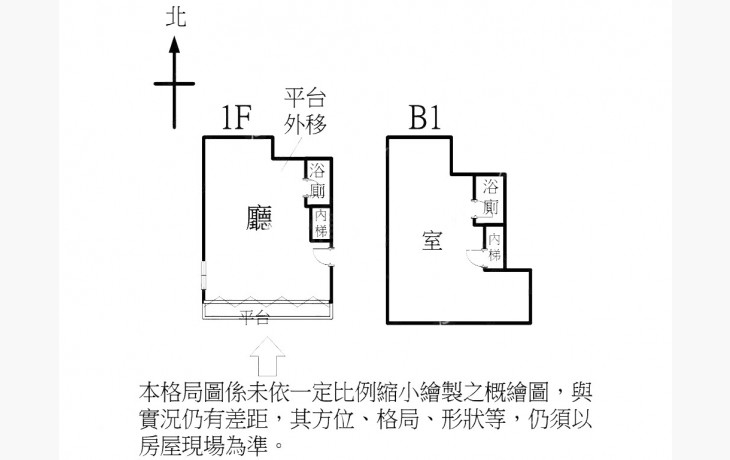 北
1F
平台
外移
B1
浴
廁
廳
內
梯
平台
浴
廁
室
內
梯
本格局圖係未依一定比例縮小繪製之概繪圖，與
實況仍有差距，其方位、格局、形狀等，仍須以
房屋現場為準。